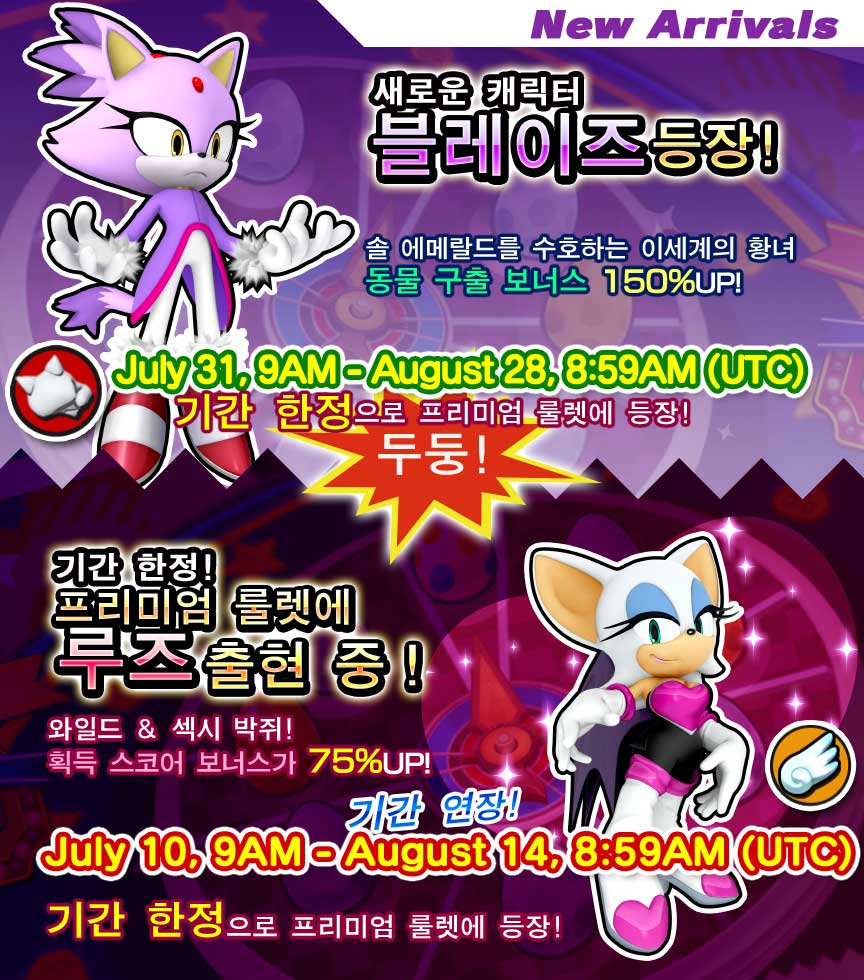 New Arrivals
새로운 캐릭터
블레이즈 등장!
솔 에메랄드를 수호하는 이세계의 황녀
동물 구출 보너스 150%UP!
July 31, 9AM - August 28, 8:59AM (UTC)
기간 한정으로 프리미엄 룰렛에 등장!
두둥!
기간 한정!
프리미엄 룰렛에
루즈 출현 중 !
와일드 & 섹시 박쥐!
획득 스코어 보너스가 75%UP!
기간 연장!
July 10, 9AM - August 14, 8:59AM (UTC)
기간 한정으로 프리미엄 룰렛에 등장!